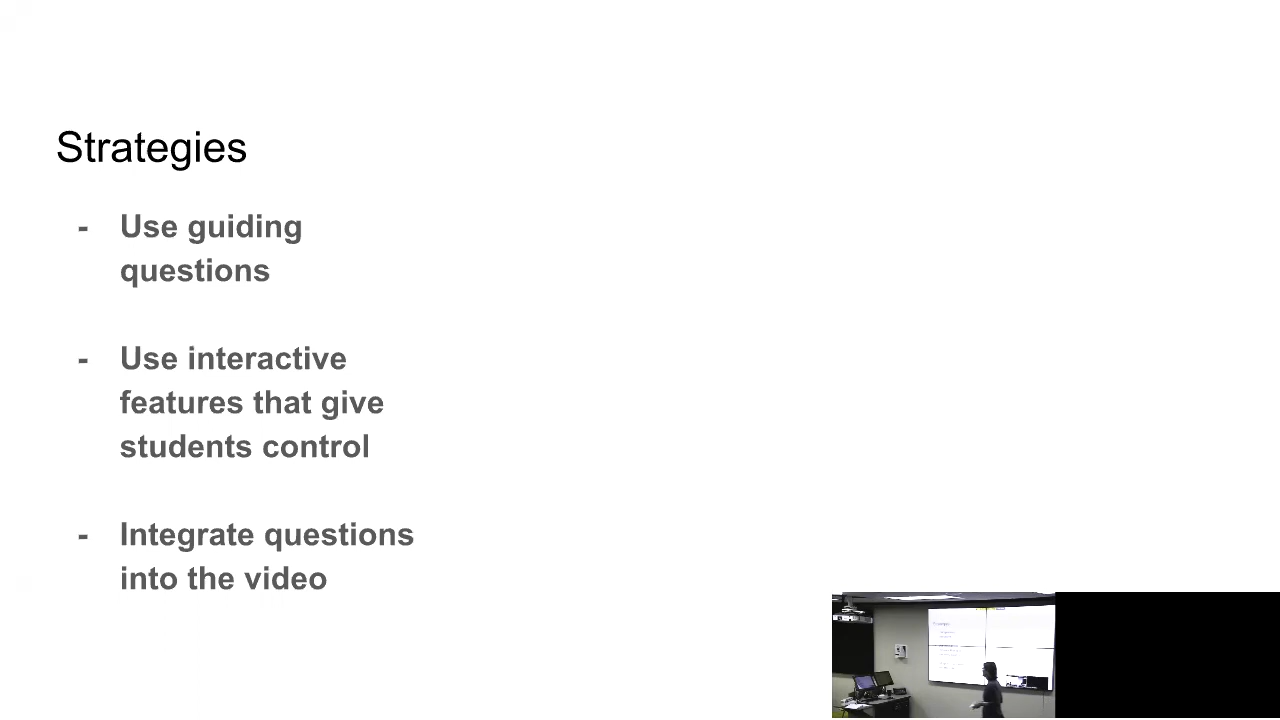 Strategies
- Use guiding
questions
- Use interactive
features that give
students control
- Integrate questions
into the video